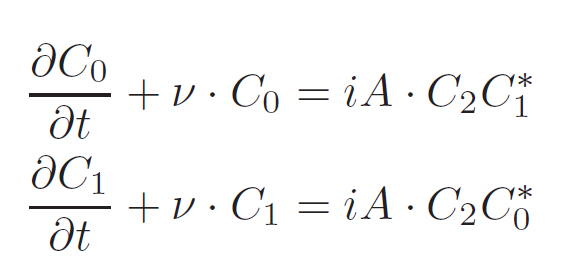 ∂C₀/∂t + ν · C₀ = iA · C₂C₁*
∂C₁/∂t + ν · C₁ = iA · C₂C₀*